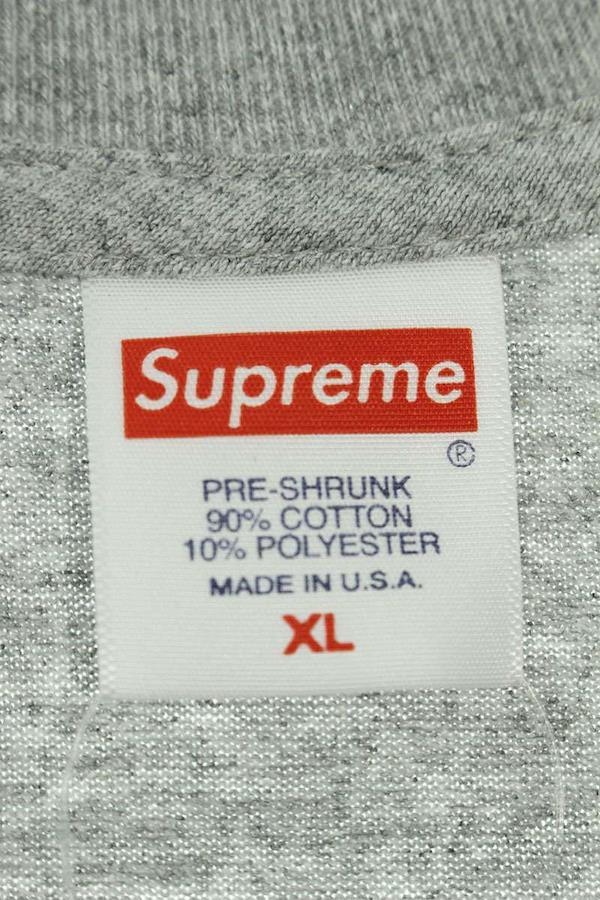 Supreme
®
PRE-SHRUNK
90% COTTON
10% POLYESTER
MADE IN U.S.A.
XL